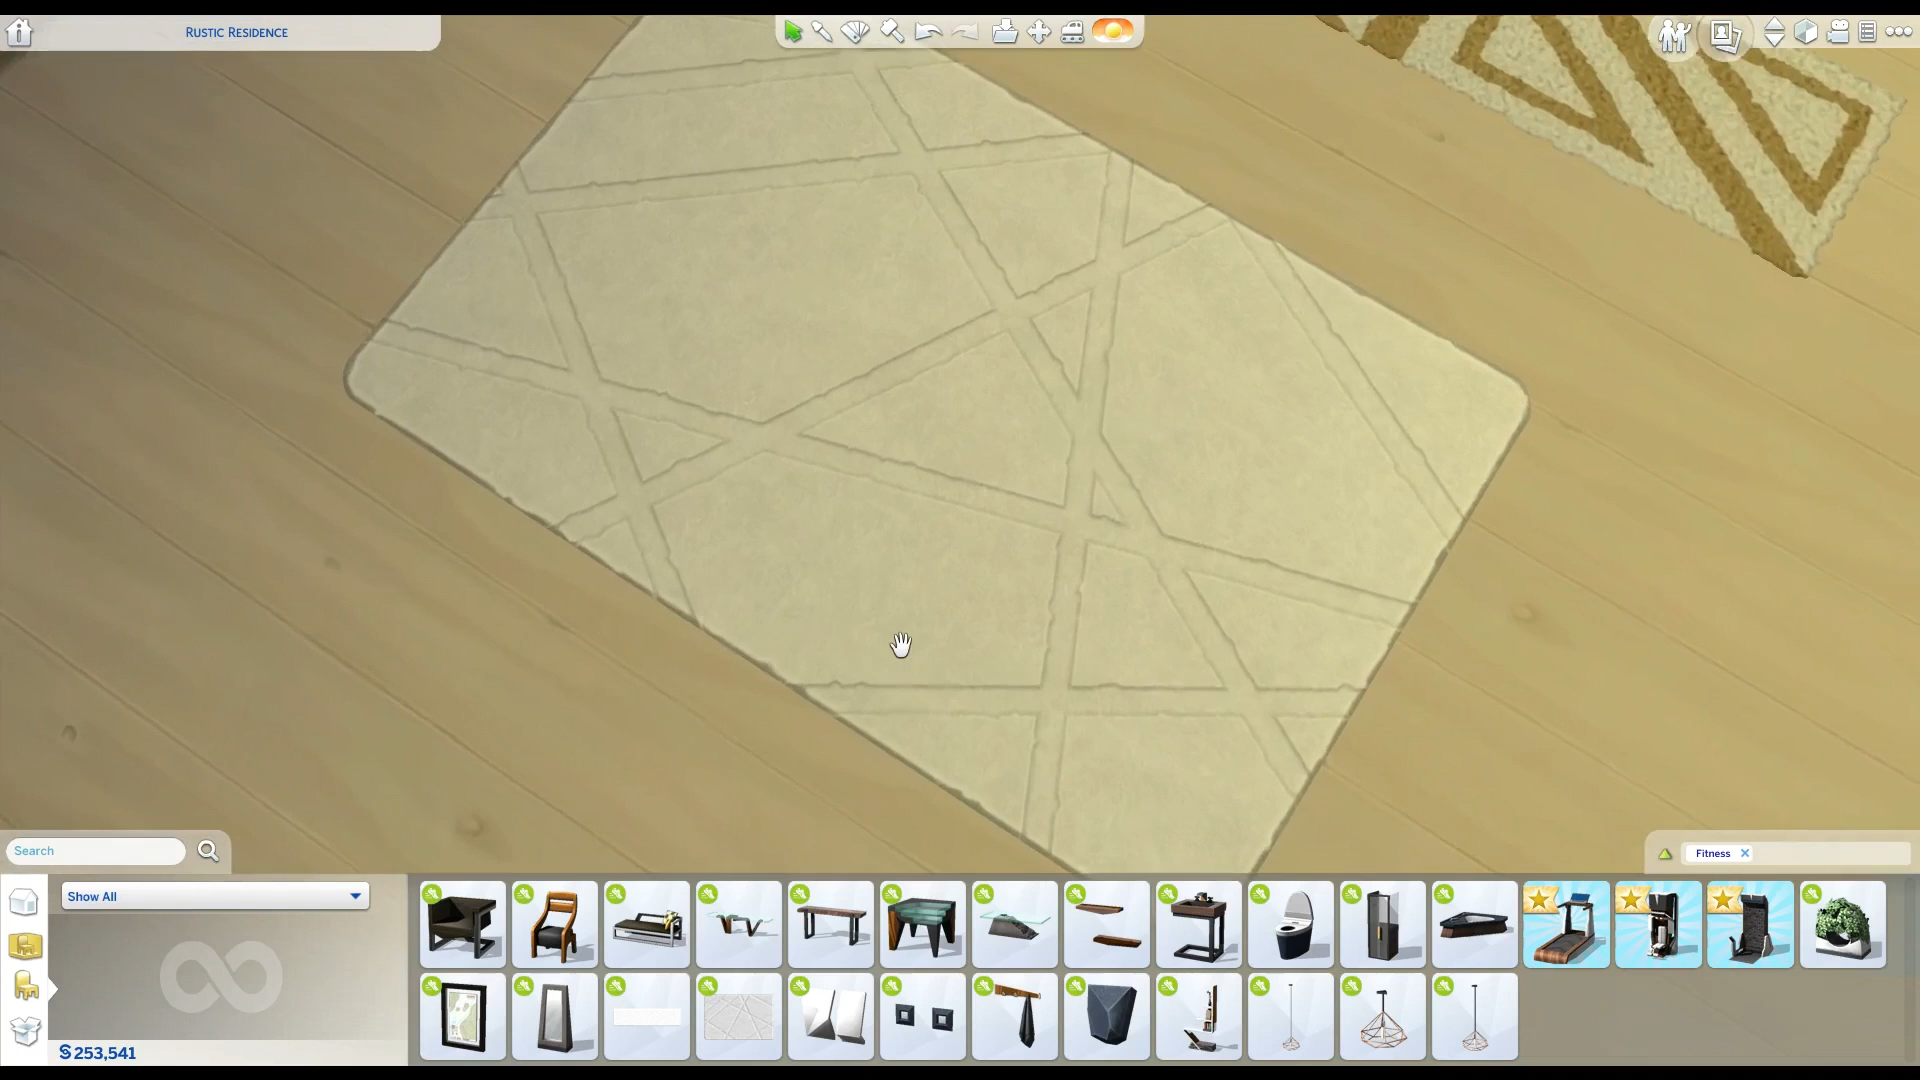 RUSTIC RESIDENCE
Search
Fitness
Show All
§253,541